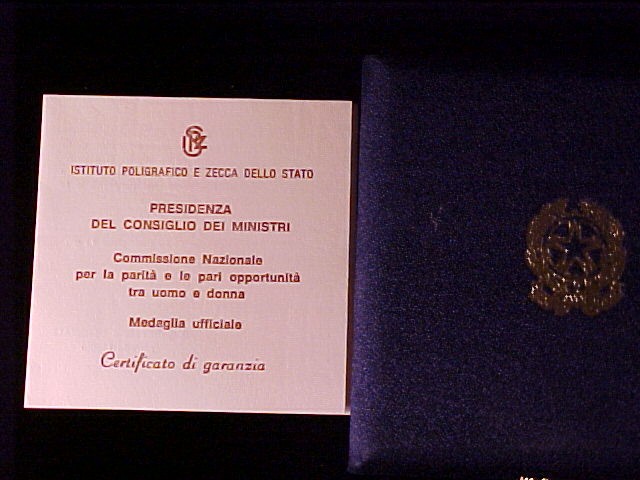 ISTITUTO POLIGRAFICO E ZECCA DELLO STATO
PRESIDENZA
DEL CONSIGLIO DEI MINISTRI
Commissione Nazionale
per la parità e le pari opportunità
tra uomo e donna
Medaglia ufficiale
Certificato di garanzia